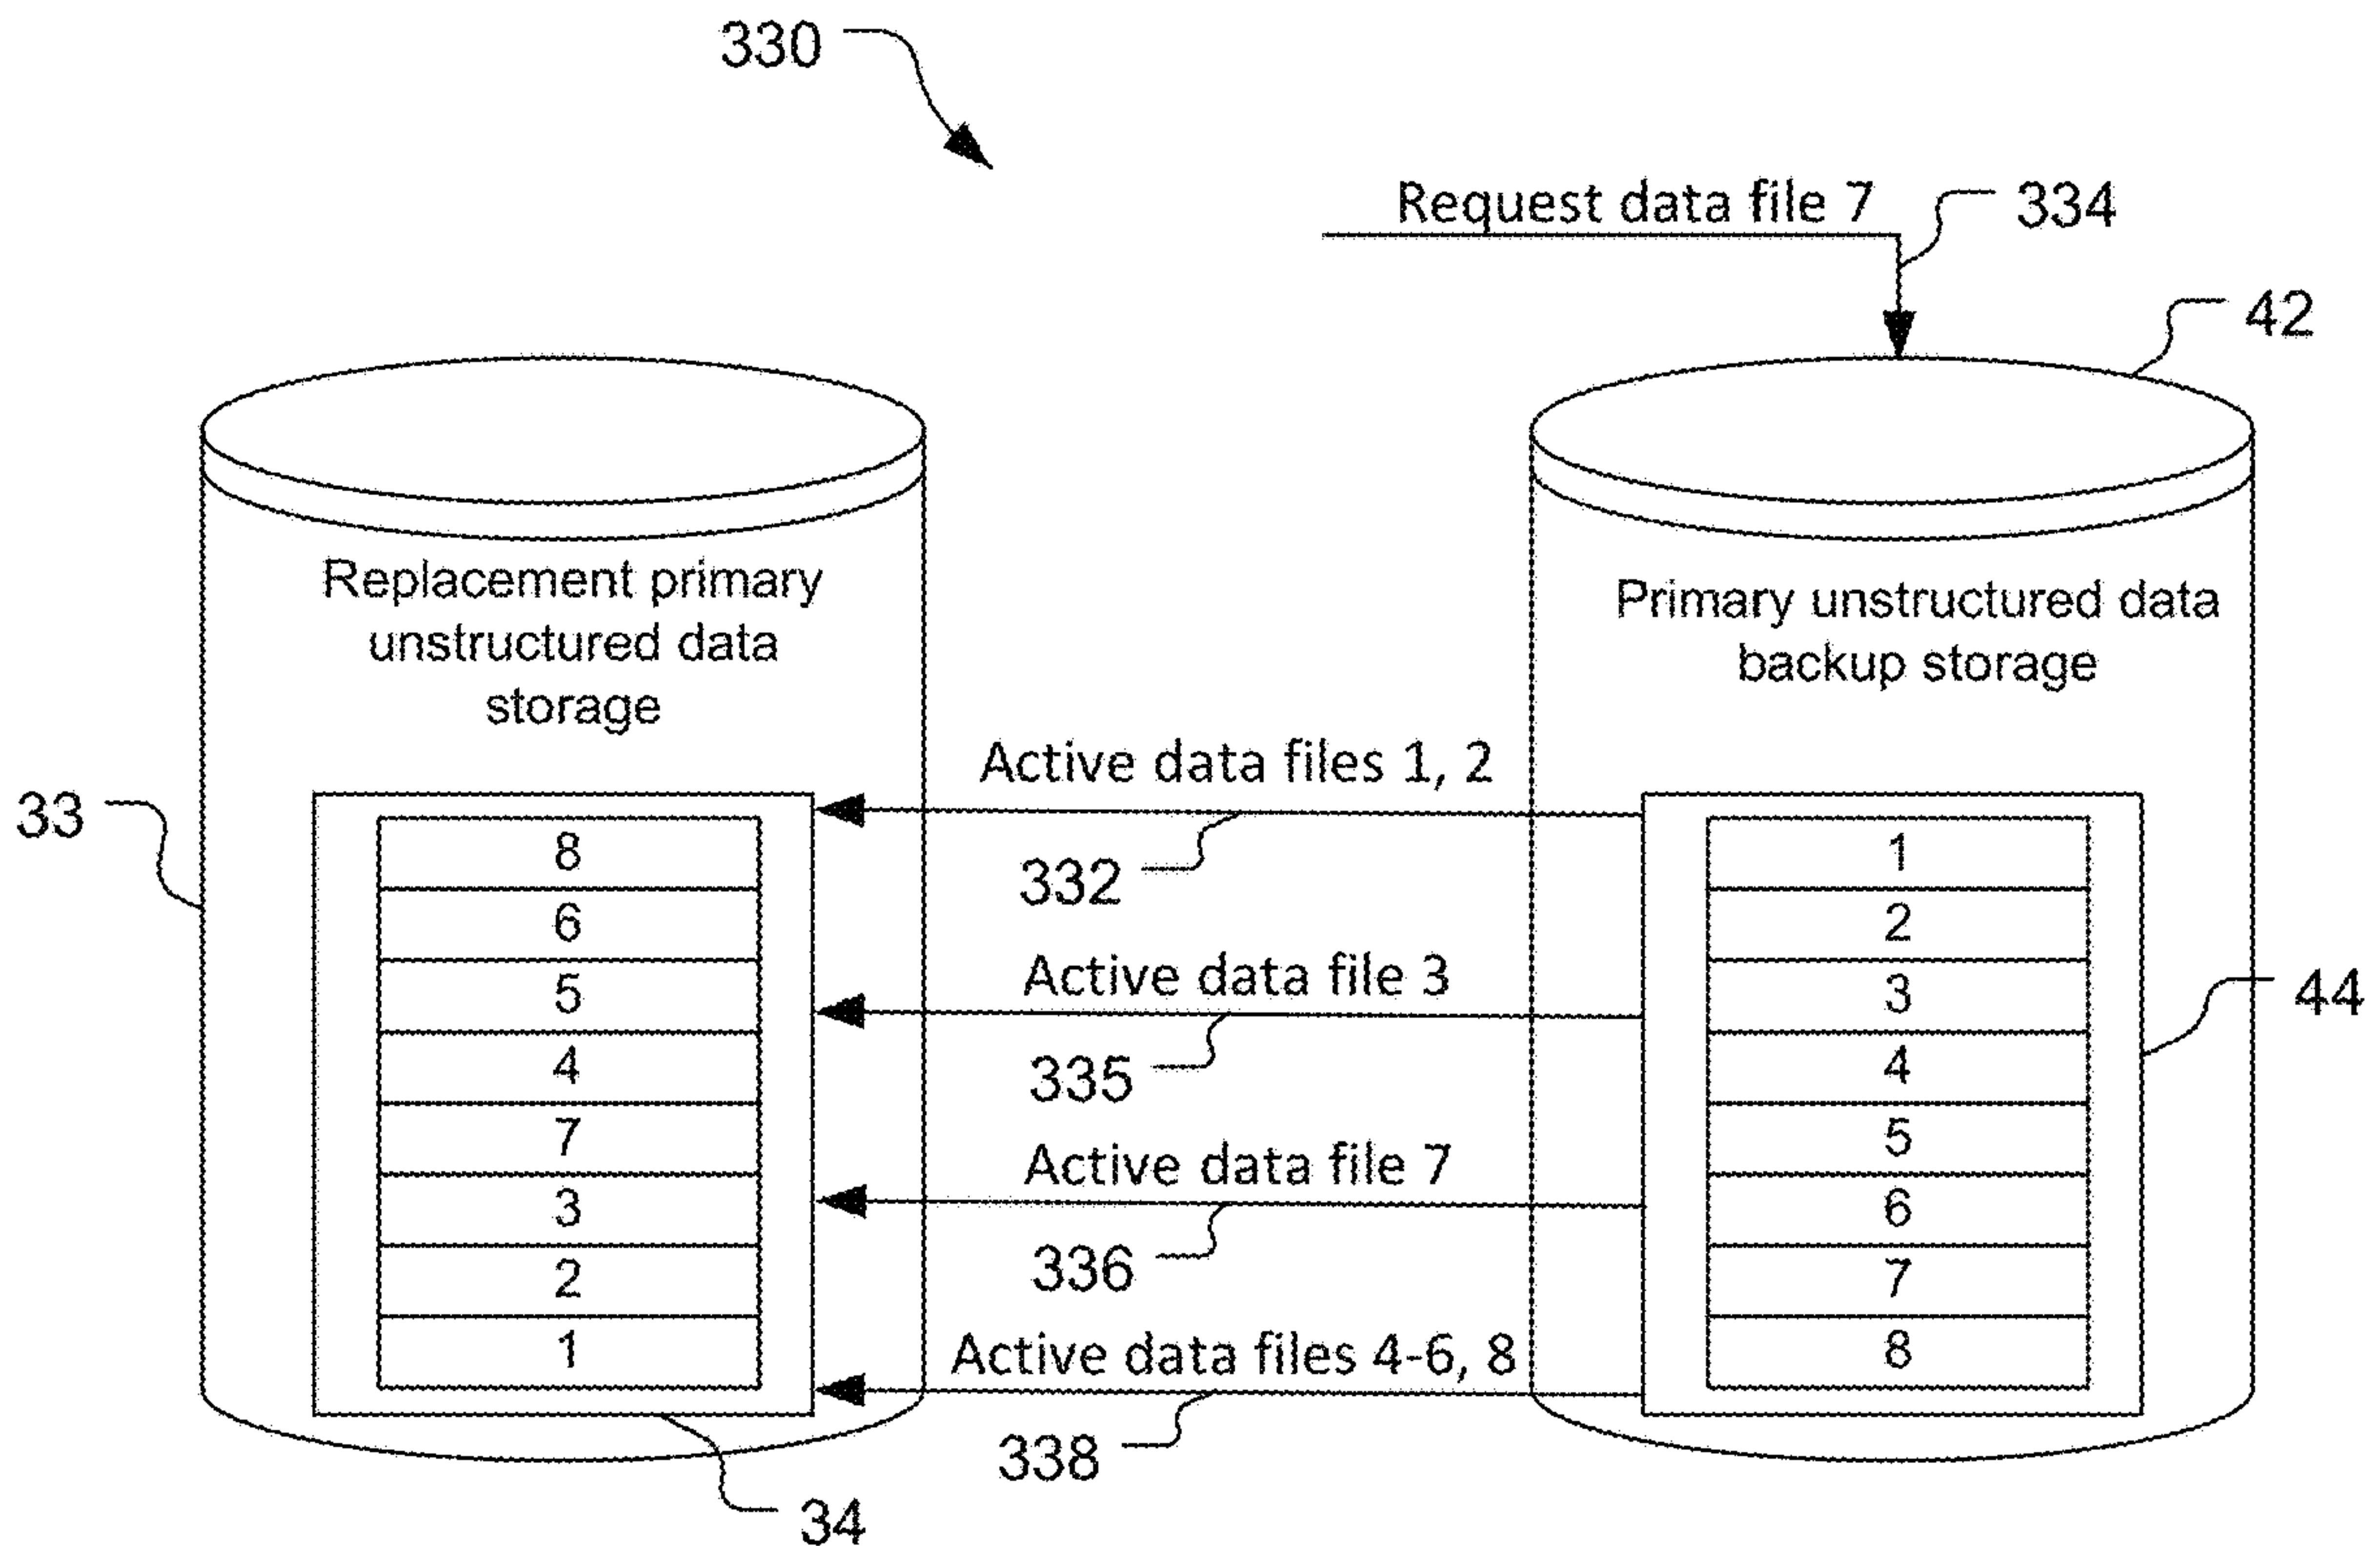 330
Request data file 7
334
42
Replacement primary
unstructured data
storage
Primary unstructured data
backup storage
Active data files 1, 2
332
Active data file 3
335
Active data file 7
336
Active data files 4-6, 8
338
33
8
6
5
4
7
3
2
1
34
1
2
3
4
5
6
7
8
44